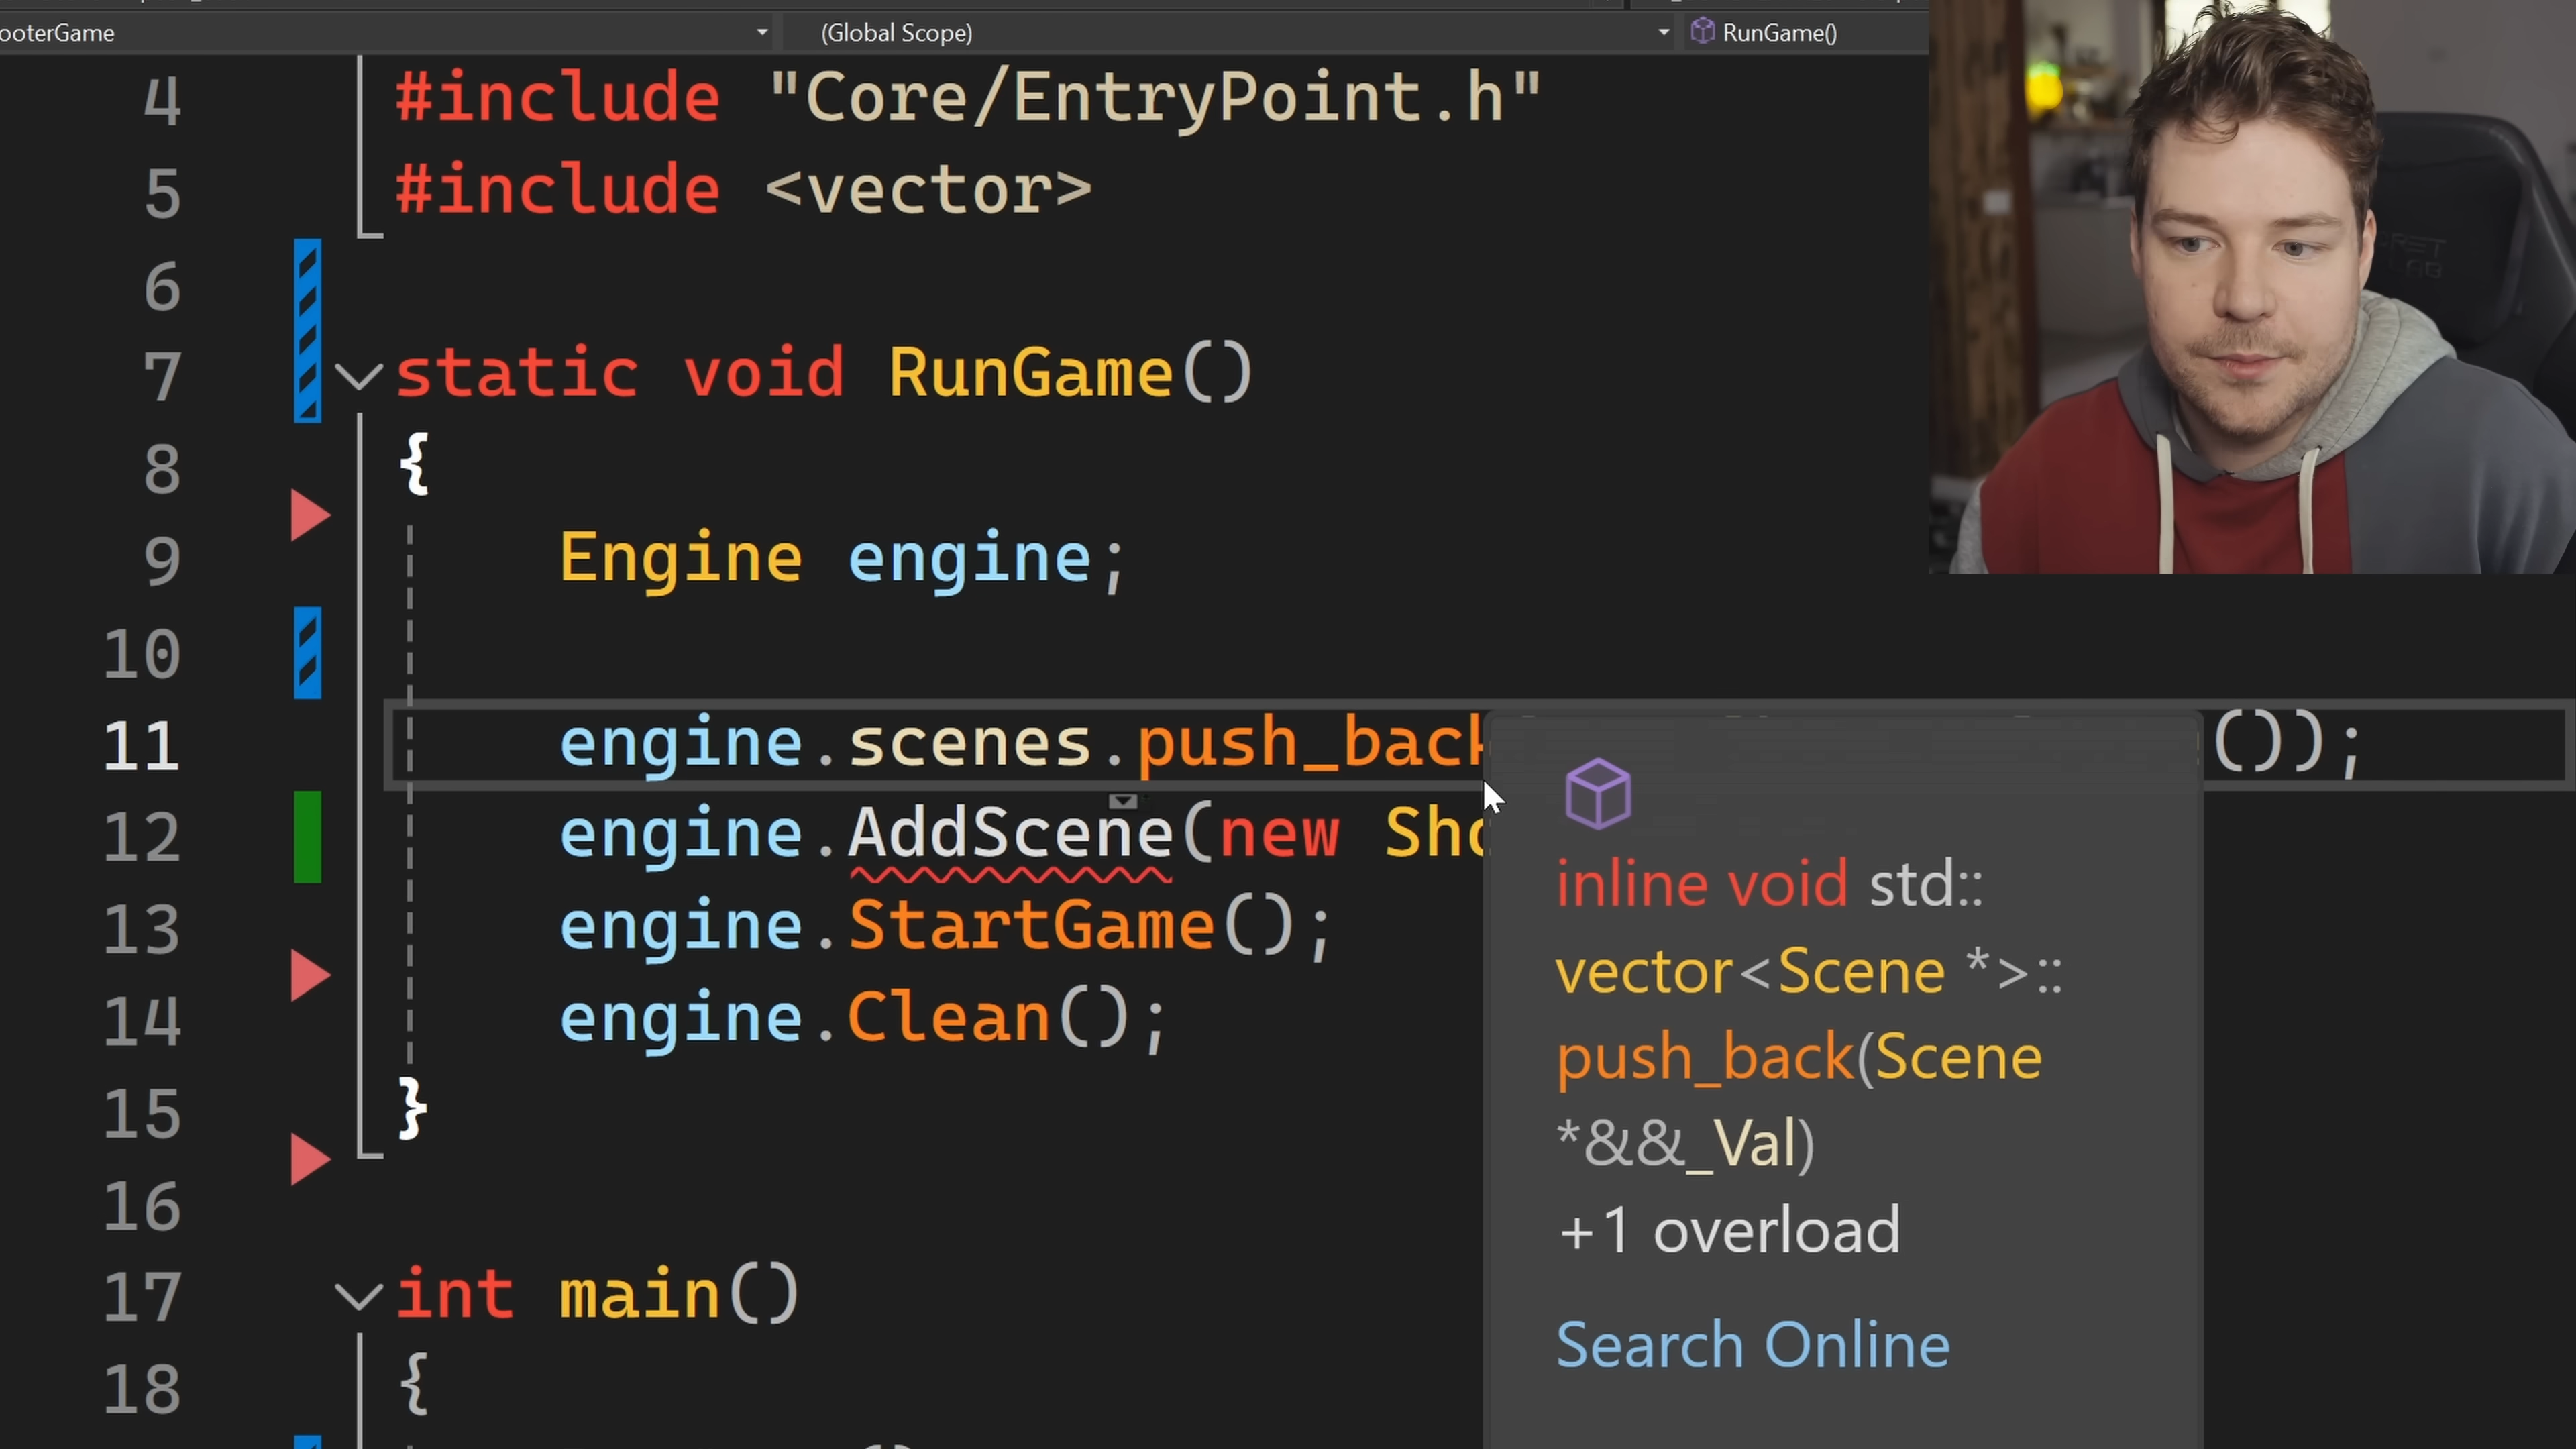 ooterGame
(Global Scope)
RunGame()
4 #include "Core/EntryPoint.h"
5 #include <vector>
6
7 static void RunGame()
8 {
9 Engine engine;
10
11 engine.scenes.push_back ());
12 engine.AddScene(new Sho
13 engine.StartGame();
14 engine.Clean();
15 }
16
17 int main()
18 {
inline void std::
vector<Scene *>::
push_back(Scene
*&&_Val)
+1 overload
Search Online